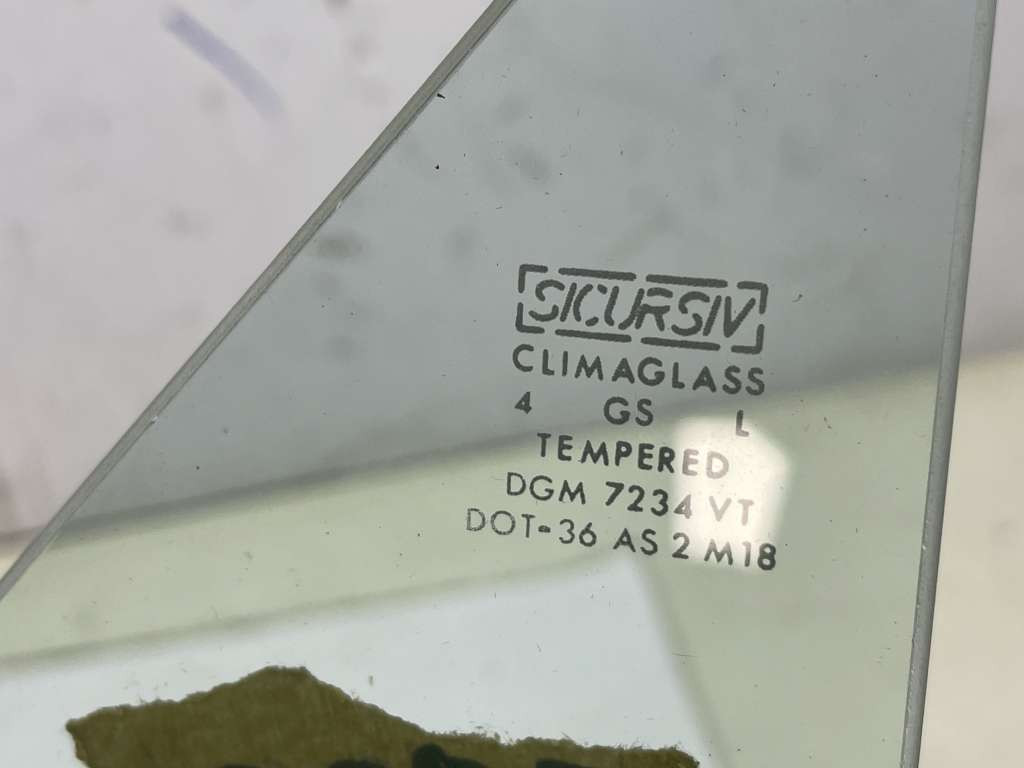 SICURSIV
CLIMAGLASS
4 GS L
TEMPERED
DGM 7234 VT
DOT-36 AS 2 M18